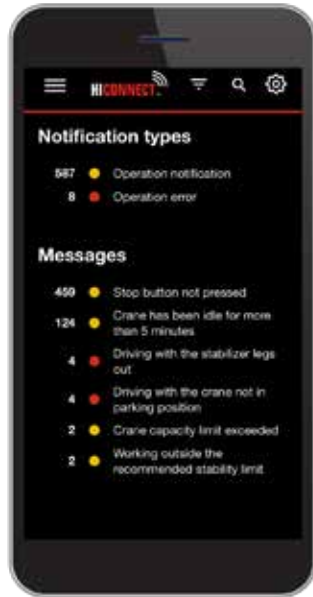 HICONNECT
Notification types
587 Operation notification
8 Operation error
Messages
459 Stop button not pressed
124 Crane has been idle for more
than 5 minutes
4 Driving with the stabilizer legs
out
4 Driving with the crane not in
parking position
2 Crane capacity limit exceeded
2 Working outside the
recommended stability limit